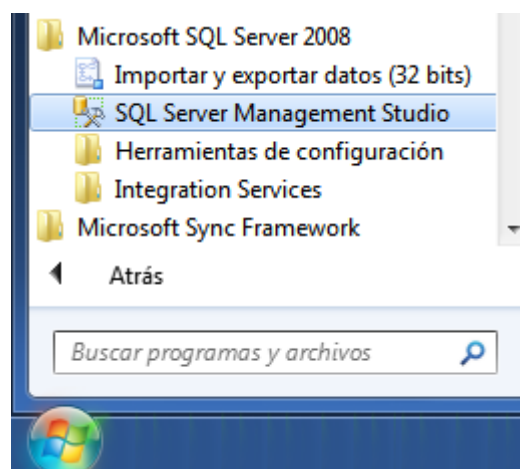 Microsoft SQL Server 2008
Importar y exportar datos (32 bits)
SQL Server Management Studio
Herramientas de configuración
Integration Services
Microsoft Sync Framework
Atrás
Buscar programas y archivos